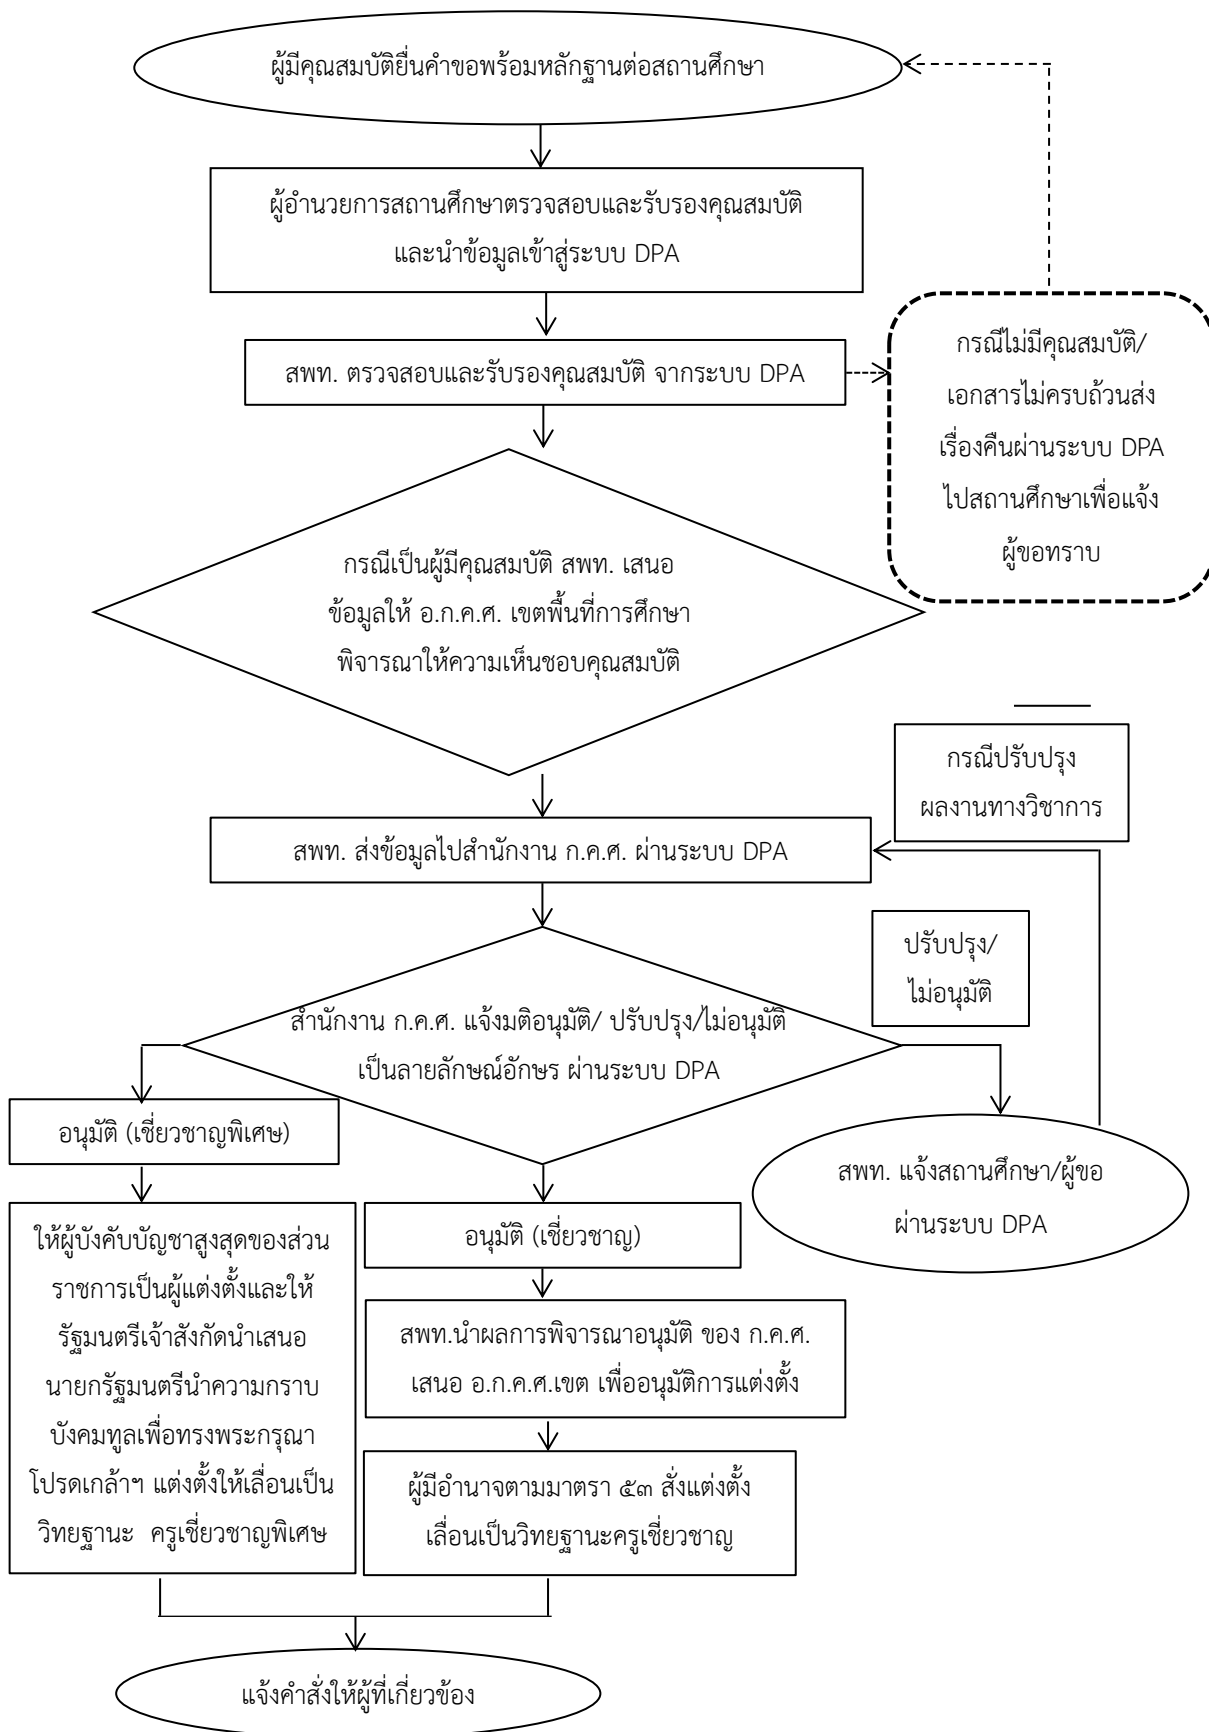 ผู้มีคุณสมบัติยื่นคำขอพร้อมหลักฐานต่อสถานศึกษา
ผู้อำนวยการสถานศึกษาตรวจสอบและรับรองคุณสมบัติ
และนำข้อมูลเข้าสู่ระบบ DPA
สพท. ตรวจสอบและรับรองคุณสมบัติ จากระบบ DPA
กรณีไม่มีคุณสมบัติ/
เอกสารไม่ครบถ้วนส่ง
เรื่องคืนผ่านระบบ DPA
ไปสถานศึกษาเพื่อแจ้ง
ผู้ขอทราบ
กรณีเป็นผู้มีคุณสมบัติ สพท. เสนอ
ข้อมูลให้ อ.ก.ค.ศ. เขตพื้นที่การศึกษา
พิจารณาให้ความเห็นชอบคุณสมบัติ
กรณีปรับปรุง
ผลงานทางวิชาการ
สพท. ส่งข้อมูลไปสำนักงาน ก.ค.ศ. ผ่านระบบ DPA
ปรับปรุง/
ไม่อนุมัติ
สำนักงาน ก.ค.ศ. แจ้งมติอนุมัติ/ ปรับปรุง/ไม่อนุมัติ
เป็นลายลักษณ์อักษร ผ่านระบบ DPA
อนุมัติ (เชี่ยวชาญพิเศษ)
สพท. แจ้งสถานศึกษา/ผู้ขอ
ผ่านระบบ DPA
ให้ผู้บังคับบัญชาสูงสุดของส่วน
ราชการเป็นผู้แต่งตั้งและให้
รัฐมนตรีเจ้าสังกัดนำเสนอ
นายกรัฐมนตรีนำความกราบ
บังคมทูลเพื่อทรงพระกรุณา
โปรดเกล้าฯ แต่งตั้งให้เลื่อนเป็น
วิทยฐานะ ครูเชี่ยวชาญพิเศษ
อนุมัติ (เชี่ยวชาญ)
สพท.นำผลการพิจารณาอนุมัติ ของ ก.ค.ศ.
เสนอ อ.ก.ค.ศ.เขต เพื่ออนุมัติการแต่งตั้ง
ผู้มีอำนาจตามมาตรา ๕๓ สั่งแต่งตั้ง
เลื่อนเป็นวิทยฐานะครูเชี่ยวชาญ
แจ้งคำสั่งให้ผู้ที่เกี่ยวข้อง